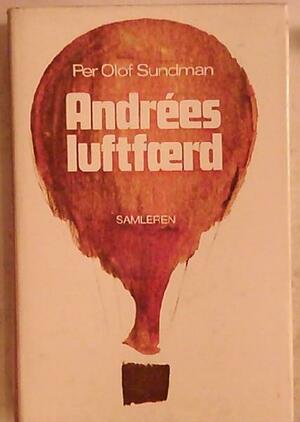 Per Olof Sundman
Andrées
luftfærd
SAMLEREN